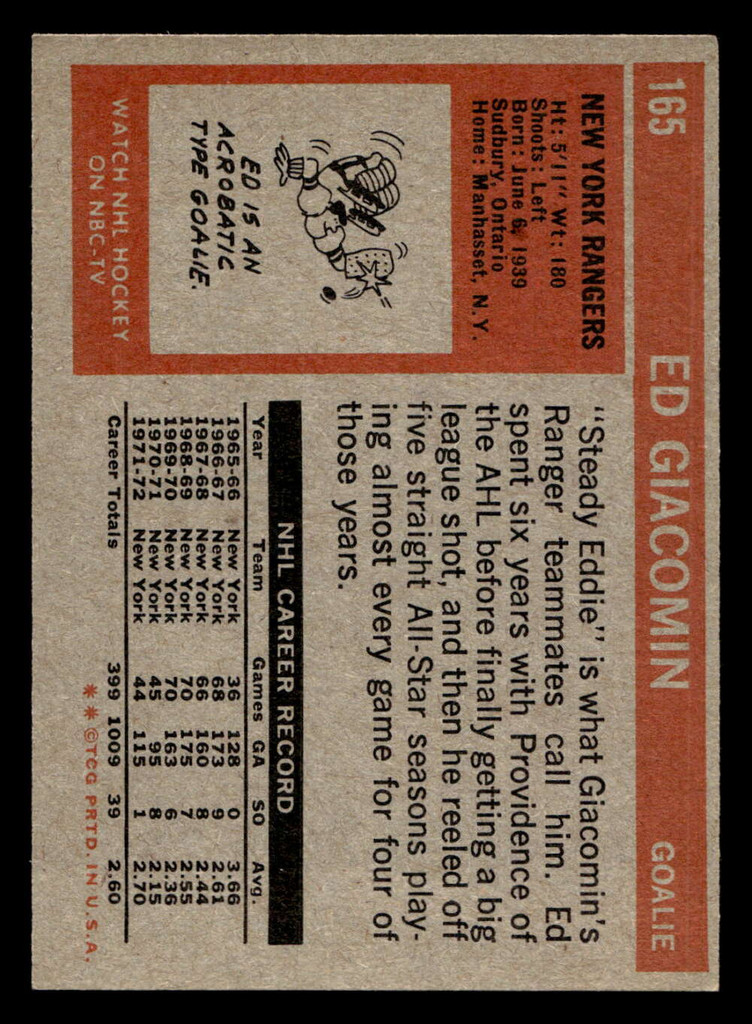 165 ED GIACOMIN GOALIE
NEW YORK RANGERS
Ht: 5'11" Wt: 180
Shoots: Left
Born: June 6, 1939
Sudbury, Ontario
Home: Manhasset, N.Y.
ED IS AN
ACROBATIC
TYPE GOALIE.
WATCH NHL HOCKEY
ON NBC-TV
"Steady Eddie" is what Giacomin's
Ranger teammates call him. Ed
spent six years with Providence of
the AHL before finally getting a big
league shot, and then he reeled off
five straight All-Star seasons play-
ing almost every game for four of
those years.
NHL CAREER RECORD
Year Team Games GA SO Avg.
1965-66 New York 36 128 0 3.66
1966-67 New York 68 173 9 2.61
1967-68 New York 66 160 8 2.44
1968-69 New York 70 175 7 2.55
1969-70 New York 70 163 6 2.36
1970-71 New York 45 95 8 2.15
1971-72 New York 44 115 1 2.70
Career Totals 399 1009 39 2.60
**©TCG PRTD. IN U.S.A.